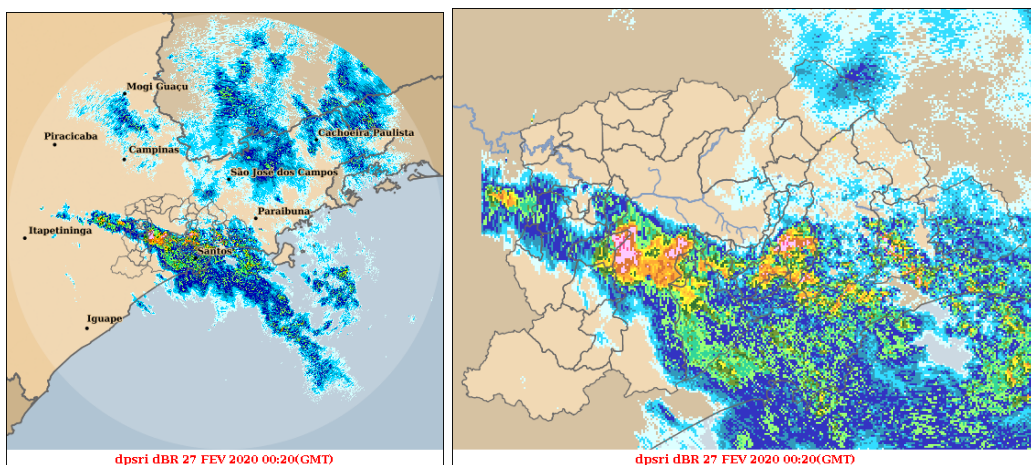 Mogi Guaçu
Piracicaba
Cachoeira Paulista
Campinas
São José dos Campos
Paraibuna
Itapetininga
Santos
Iguape
dpsri dBR 27 FEV 2020 00:20(GMT)
dpsri dBR 27 FEV 2020 00:20(GMT)